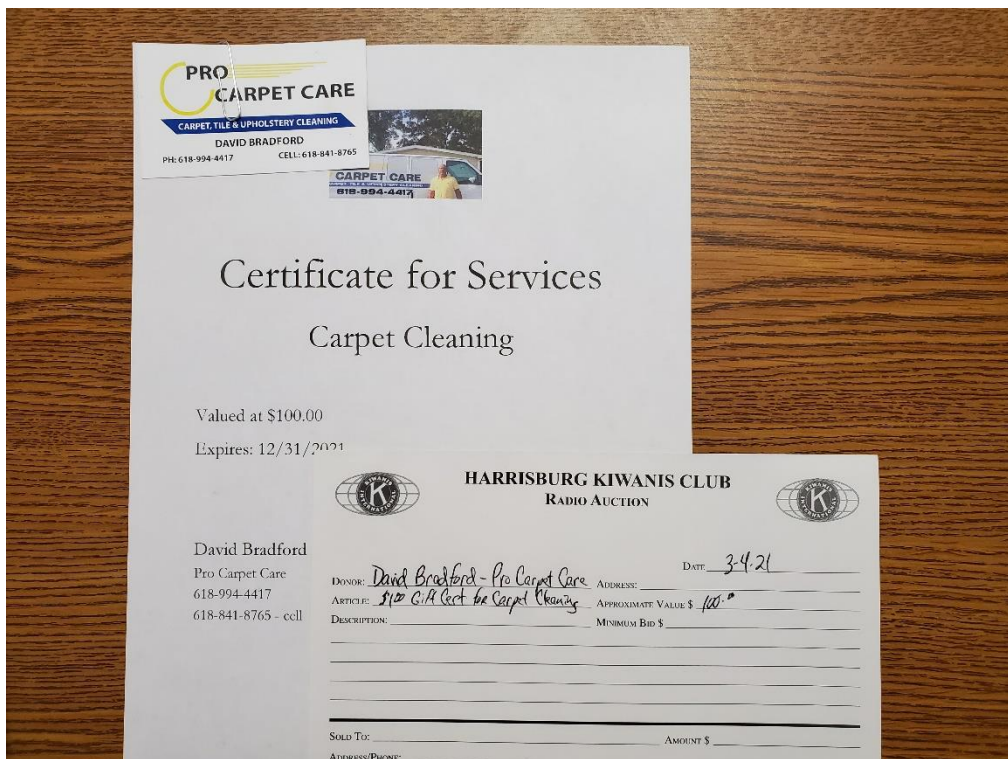 PRO
CARPET CARE
CARPET, TILE & UPHOLSTERY CLEANING
DAVID BRADFORD
PH: 618-994-4417 CELL: 618-841-8765
CARPET CARE
618-994-4417
Certificate for Services
Carpet Cleaning
Valued at $100.00
Expires: 12/31/2021
David Bradford
Pro Carpet Care
618-994-4417
618-841-8765 - cell
HARRISBURG KIWANIS CLUB
RADIO AUCTION
K
KIWANIS
INTERNATIONAL
K
KIWANIS
INTERNATIONAL
DATE 3-4-21
DONOR: David Bradford - Pro Carpet Care ADDRESS:
ARTICLE: $100 Gift Cert for Carpet Cleaning APPROXIMATE VALUE $ 100.00
DESCRIPTION: MINIMUM BID $
SOLD TO: AMOUNT $
ADDRESS/PHONE: